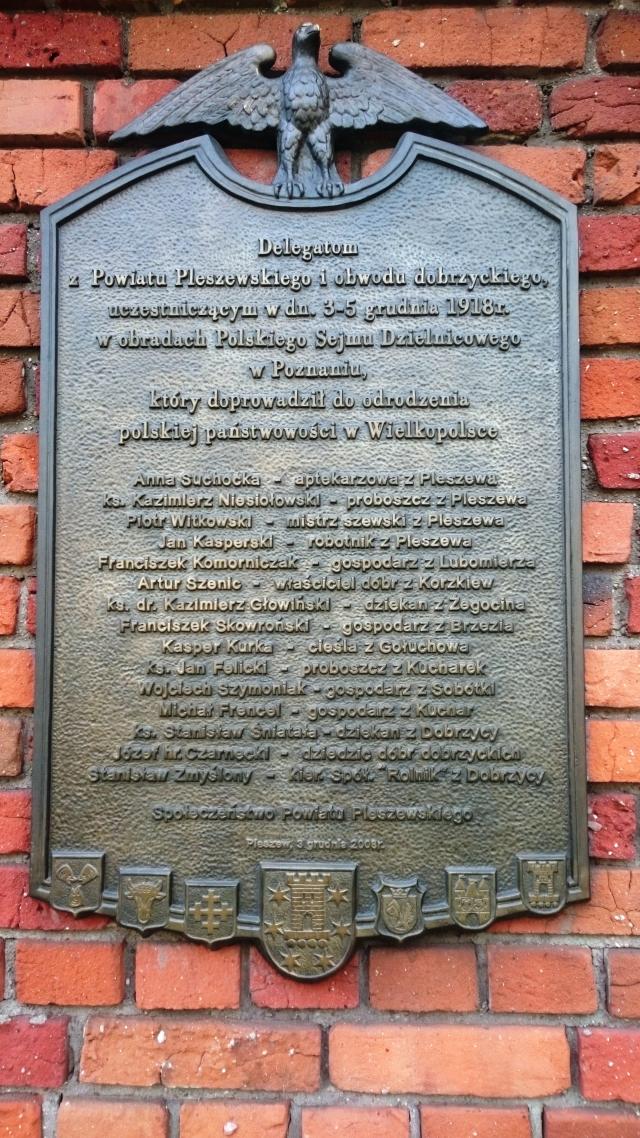 Delegatom
z Powiatu Pleszewskiego i obwodu dobrzyckiego,
uczestniczącym w dn. 3-5 grudnia 1918r.
w obradach Polskiego Sejmu Dzielnicowego
w Poznaniu,
który doprowadził do odrodzenia
polskiej państwowości w Wielkopolsce
Anna Suchocka - aptekarzowa z Pleszewa
ks. Kazimierz Niesiołowski - proboszcz z Pleszewa
Piotr Witkowski - mistrz szewski z Pleszewa
Jan Kasperski - robotnik z Pleszewa
Franciszek Komorniczak - gospodarz z Lubomierza
Artur Szenic - właściciel dóbr z Korzkiew
ks. dr. Kazimierz Głowiński - dziekan z Żegocina
Franciszek Skowroński - gospodarz z Brzezia
Kasper Kurka - cieśla z Gołuchowa
ks. Jan Felicki - proboszcz z Kucharek
Wojciech Szymoniak - gospodarz z Sobótki
Michał Frencel - gospodarz z Kuchar
ks. Stanisław Śniatała - dziekan z Dobrzycy
Józef hr. Czarnecki - dziedzic dóbr dobrzyckich
Stanisław Zmyślony - kier. Spół. "Rolnik" z Dobrzycy
Społeczeństwo Powiatu Pleszewskiego
Pleszew, 3 grudnia 2008r.